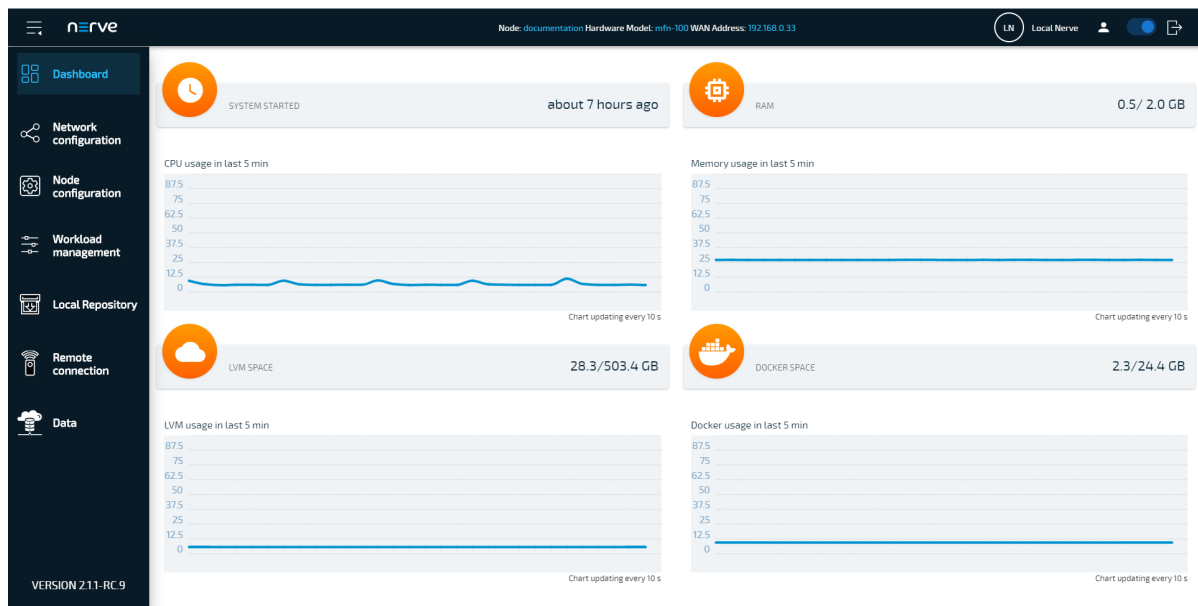 nerve
Node: documentation Hardware Model: mfn-100 WAN Address: 192.168.0.33
LN
Local Nerve
Dashboard
Network
configuration
Node
configuration
Workload
management
Local Repository
Remote
connection
Data
VERSION 2.1.1-RC.9
SYSTEM STARTED
about 7 hours ago
RAM
0.5/ 2.0 GB
CPU usage in last 5 min
87.5
75
62.5
50
37.5
25
12.5
0
Chart updating every 10 s
Memory usage in last 5 min
87.5
75
62.5
50
37.5
25
12.5
0
Chart updating every 10 s
LVM SPACE
28.3/503.4 GB
DOCKER SPACE
2.3/24.4 GB
LVM usage in last 5 min
87.5
75
62.5
50
37.5
25
12.5
0
Chart updating every 10 s
Docker usage in last 5 min
87.5
75
62.5
50
37.5
25
12.5
0
Chart updating every 10 s